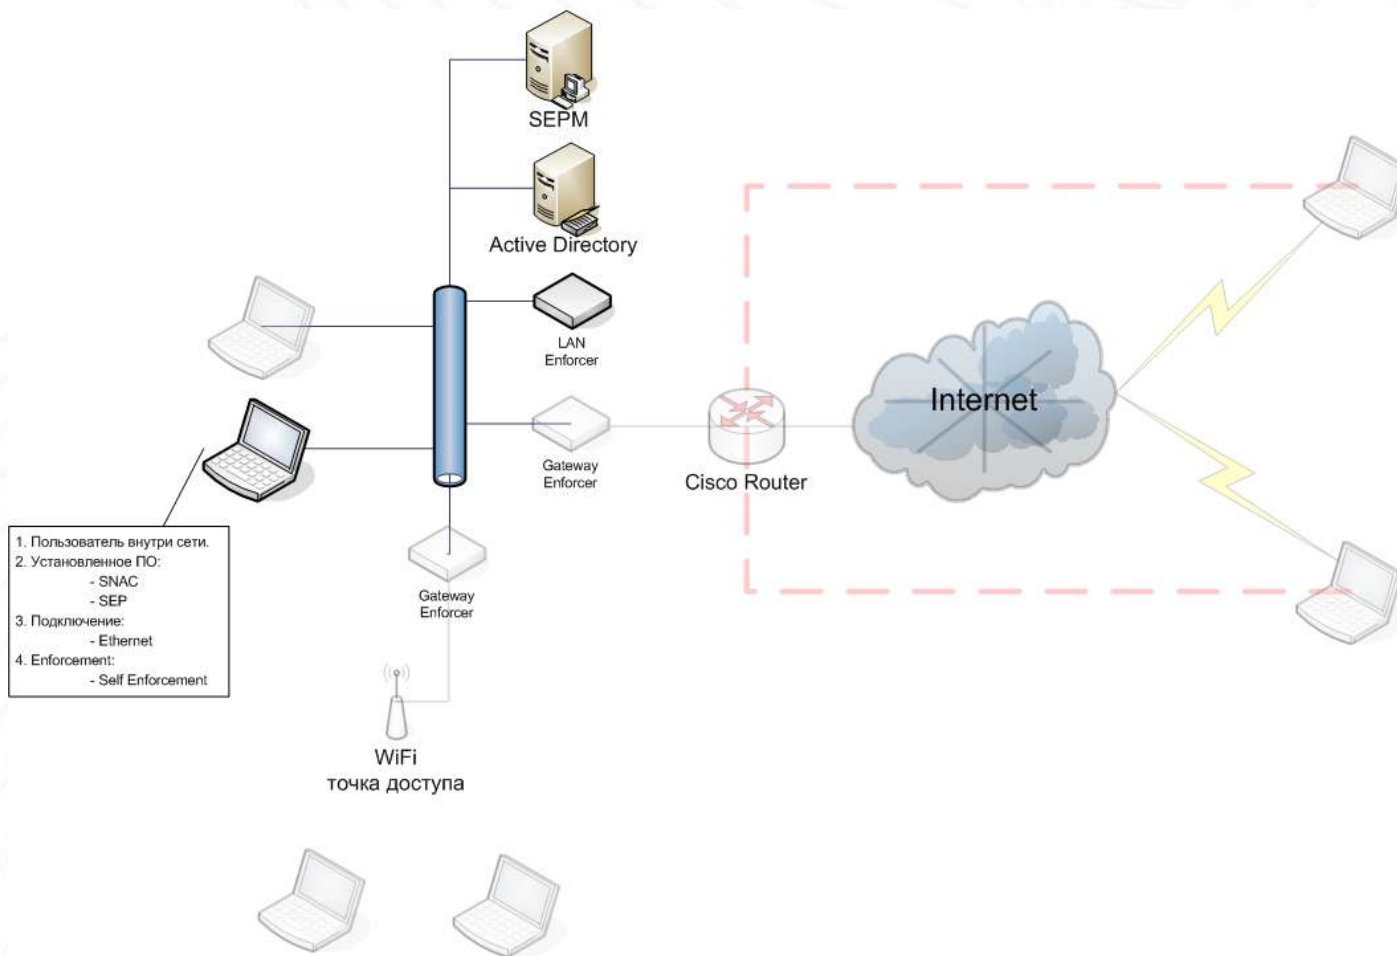 SEPM
Active Directory
LAN
Enforcer
Internet
Gateway
Enforcer
Cisco Router
1. Пользователь внутри сети.
2. Установленное ПО:
- SNAC
- SEP
3. Подключение:
- Ethernet
4. Enforcement:
- Self Enforcement
Gateway
Enforcer
WiFi
точка доступа